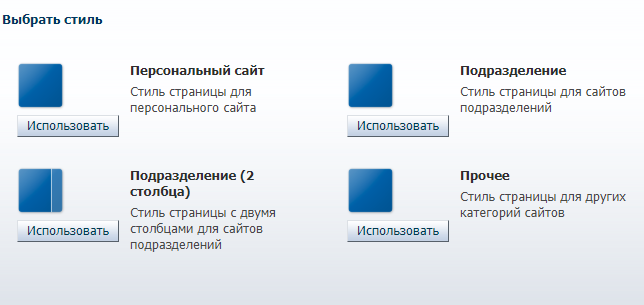 Выбрать стиль
Персональный сайт
Стиль страницы для
персонального сайта
Использовать
Подразделение
Стиль страницы для сайтов
подразделений
Использовать
Подразделение (2
столбца)
Стиль страницы с двумя
столбцами для сайтов
подразделений
Использовать
Прочее
Стиль страницы для других
категорий сайтов
Использовать